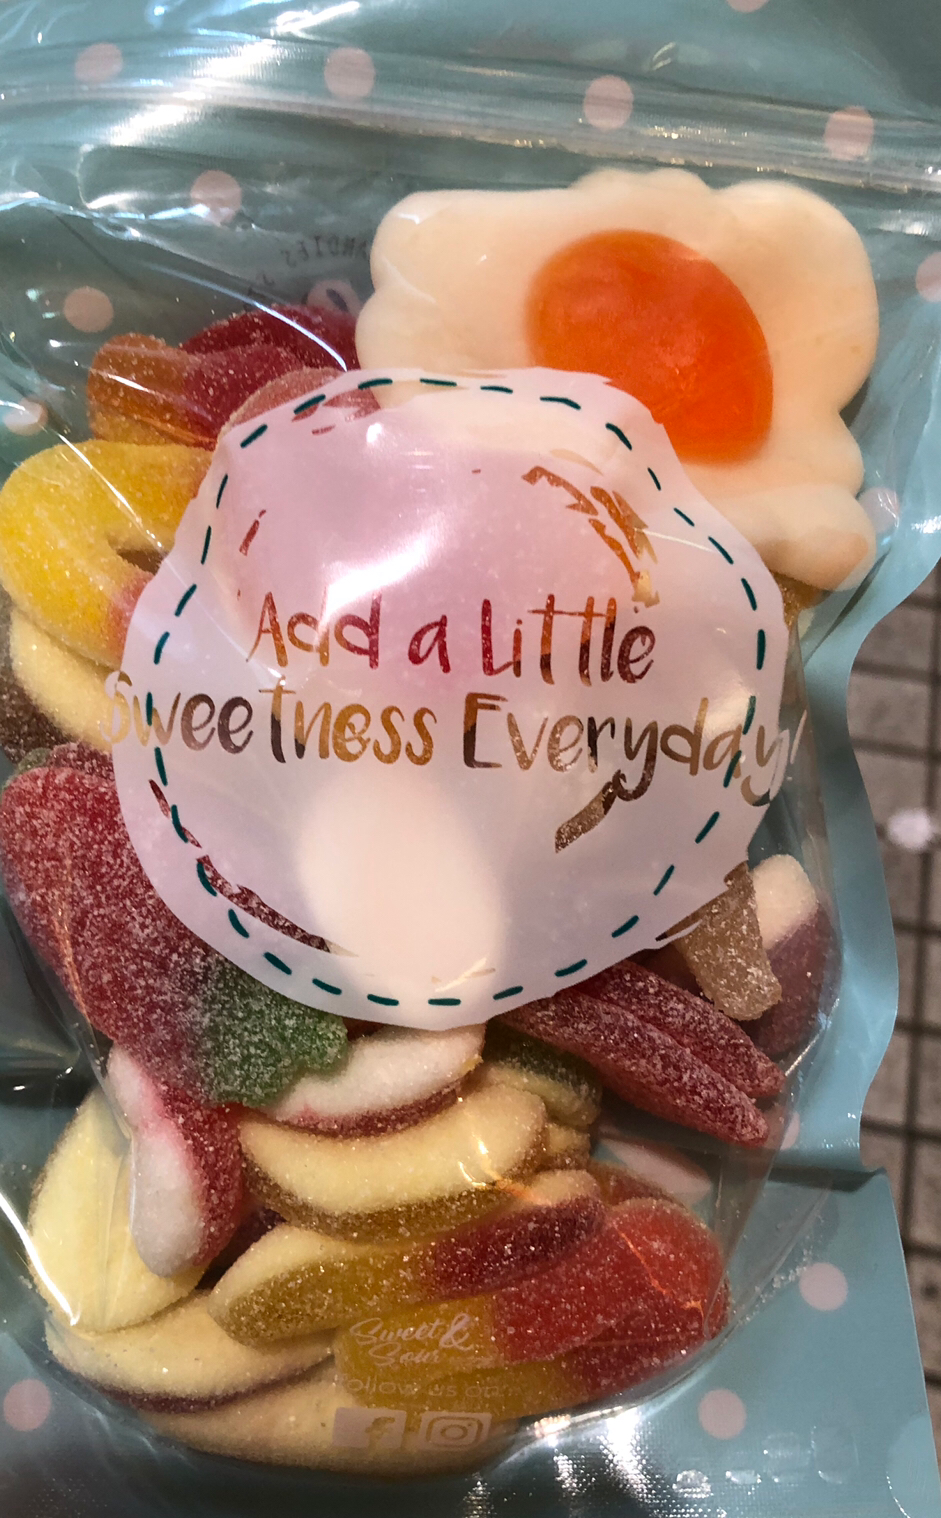 Add a Little
Sweetness Everyday!
Sweet &
Sour
Follow us on